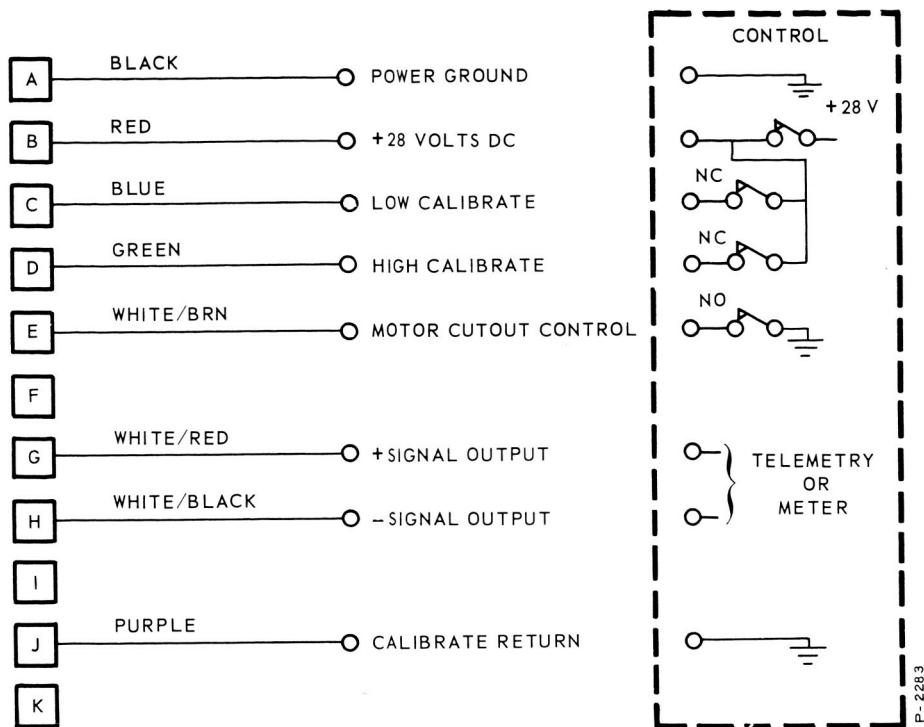 CONTROL
A BLACK POWER GROUND
+28 V
B RED +28 VOLTS DC
C BLUE LOW CALIBRATE NC
D GREEN HIGH CALIBRATE NC
E WHITE/BRN MOTOR CUTOUT CONTROL NO
F
G WHITE/RED +SIGNAL OUTPUT
TELEMETRY
OR
METER
H WHITE/BLACK -SIGNAL OUTPUT
I
J PURPLE CALIBRATE RETURN
K
P-2283